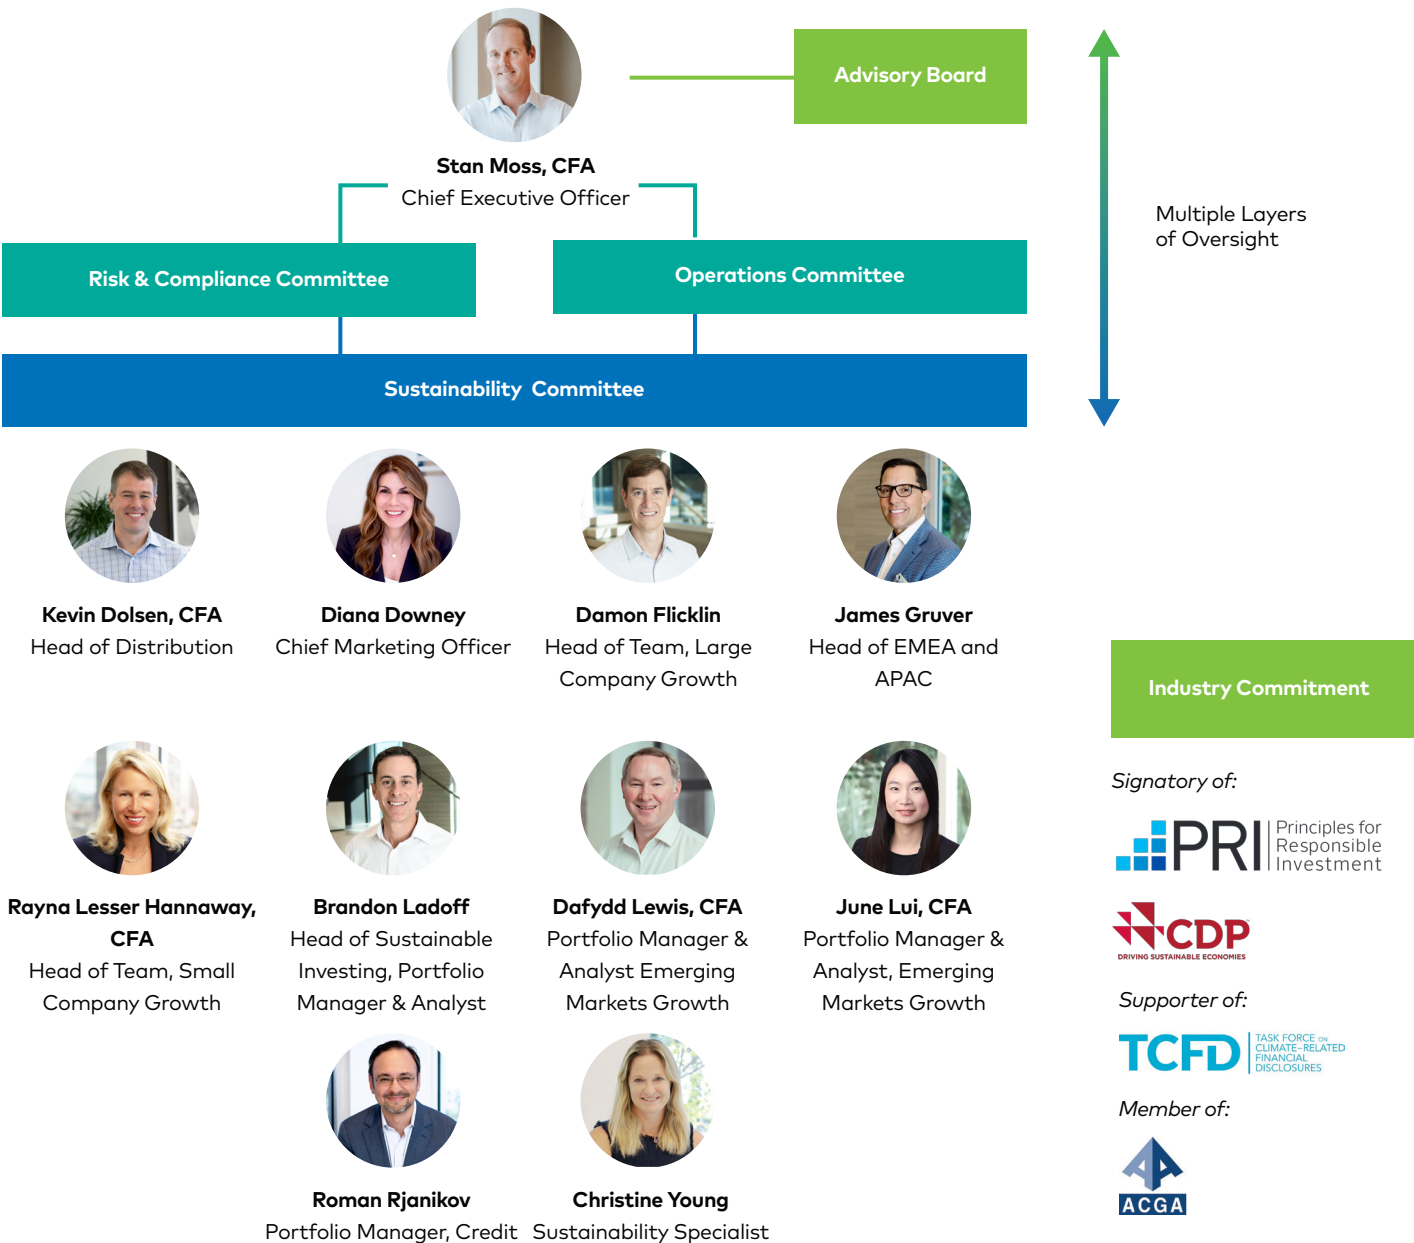 Advisory Board
Stan Moss, CFA
Chief Executive Officer
Multiple Layers
of Oversight
Risk & Compliance Committee
Operations Committee
Sustainability Committee
Kevin Dolsen, CFA
Head of Distribution
Diana Downey
Chief Marketing Officer
Damon Flicklin
Head of Team, Large
Company Growth
James Gruver
Head of EMEA and
APAC
Rayna Lesser Hannaway,
CFA
Head of Team, Small
Company Growth
Brandon Ladoff
Head of Sustainable
Investing, Portfolio
Manager & Analyst
Dafydd Lewis, CFA
Portfolio Manager &
Analyst Emerging
Markets Growth
June Lui, CFA
Portfolio Manager &
Analyst, Emerging
Markets Growth
Roman Rjanikov
Portfolio Manager, Credit
Christine Young
Sustainability Specialist
Industry Commitment
Signatory of:
PRI
Principles for
Responsible
Investment
CDP
DRIVING SUSTAINABLE ECONOMIES
Supporter of:
TCFD
TASK FORCE ON
CLIMATE-RELATED
FINANCIAL
DISCLOSURES
Member of:
ACGA